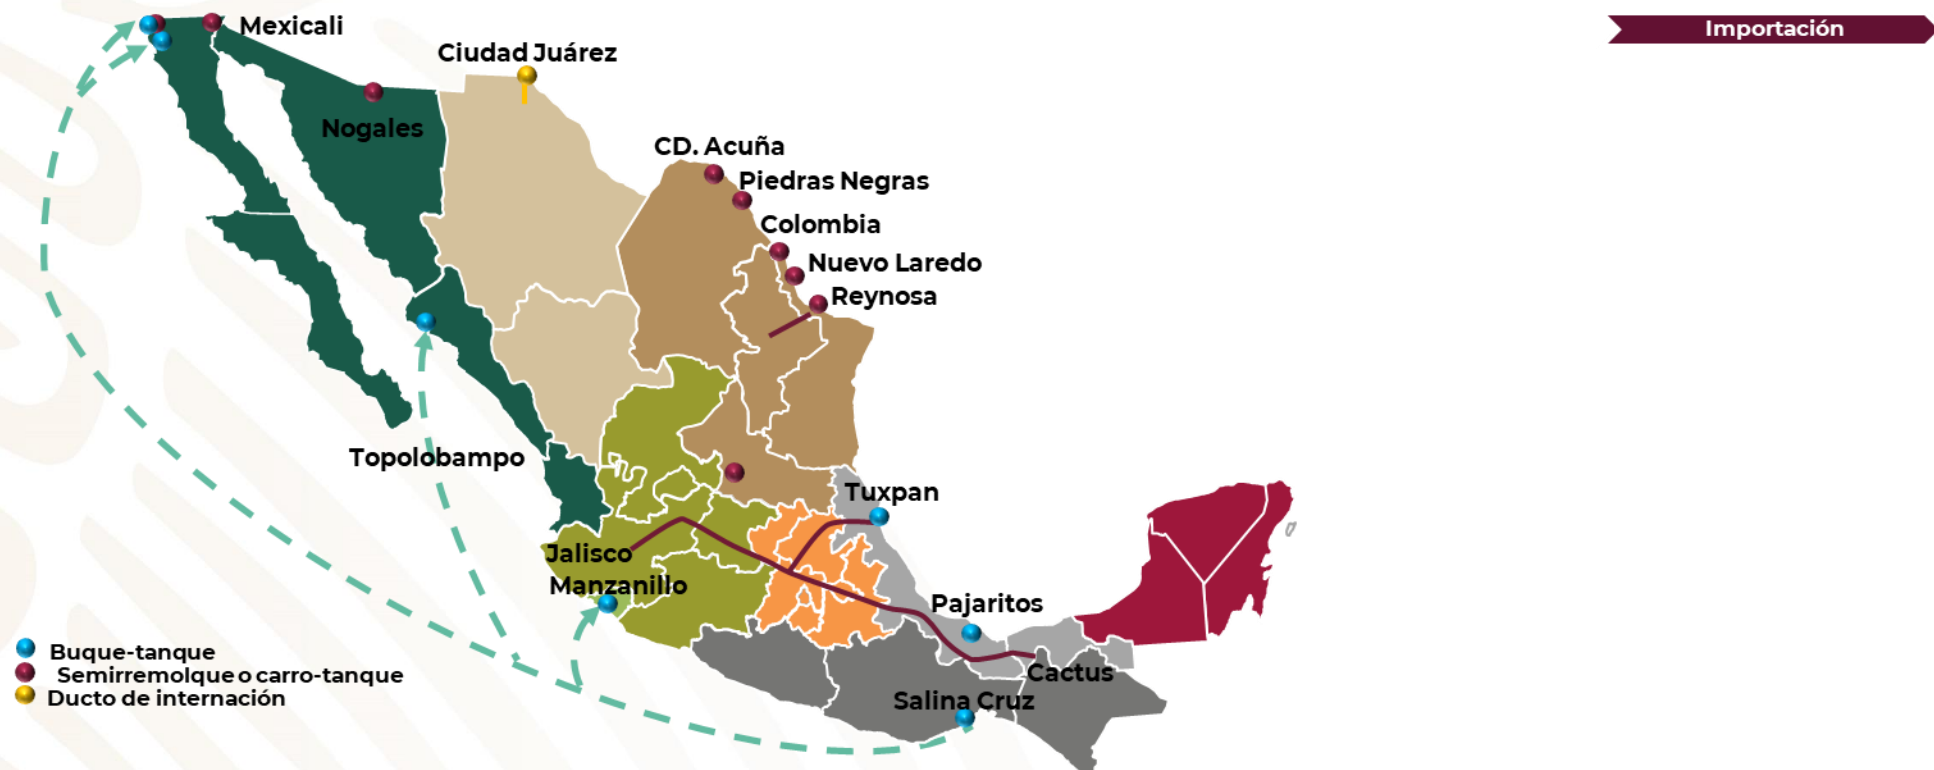 Importación
Mexicali
Ciudad Juárez
Nogales
CD. Acuña
Piedras Negras
Colombia
Nuevo Laredo
Reynosa
Topolobampo
Tuxpan
Jalisco
Manzanillo
Pajaritos
Cactus
Salina Cruz
Buque-tanque
Semirremolque o carro-tanque
Ducto de internación